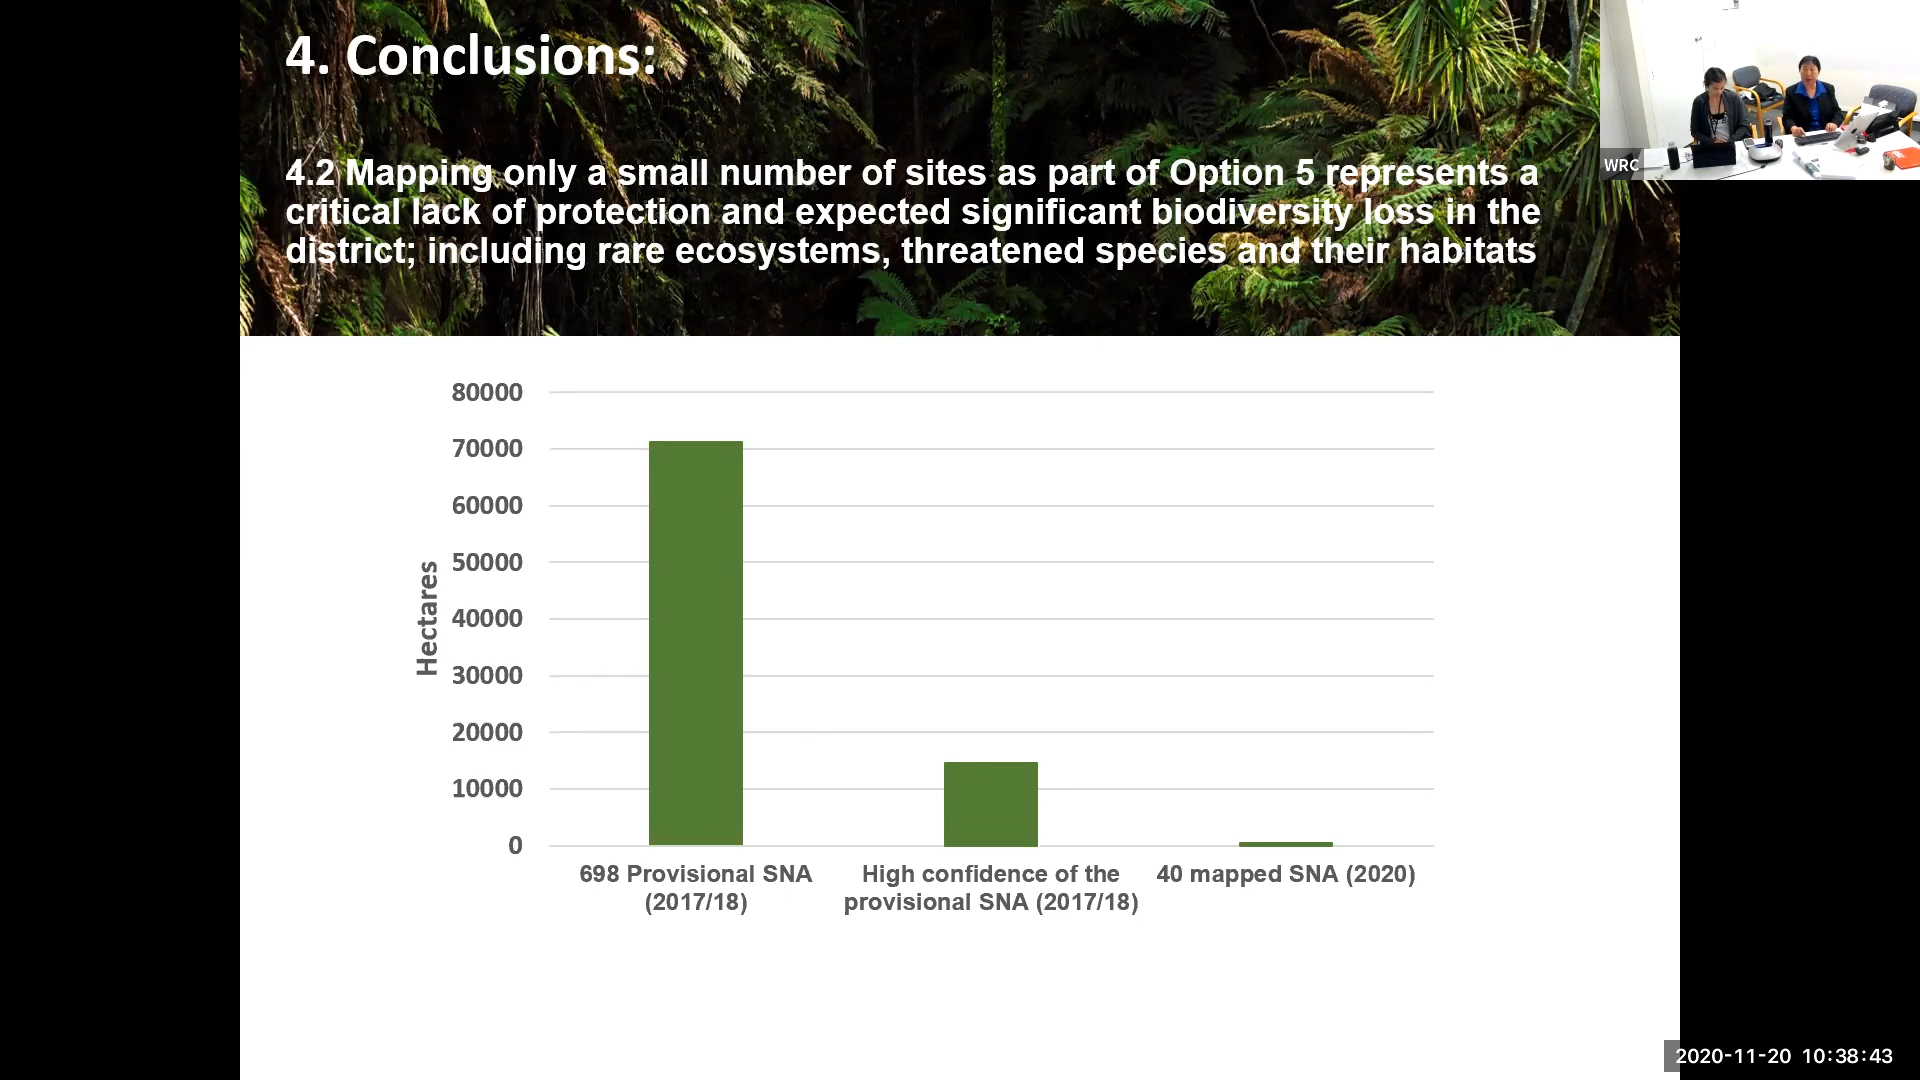 4. Conclusions:
4.2 Mapping only a small number of sites as part of Option 5 represents a
critical lack of protection and expected significant biodiversity loss in the
district; including rare ecosystems, threatened species and their habitats
WRC
80000
70000
60000
50000
40000
30000
20000
10000
0
Hectares
698 Provisional SNA
(2017/18)
High confidence of the
provisional SNA (2017/18)
40 mapped SNA (2020)
2020-11-20 10:38:43